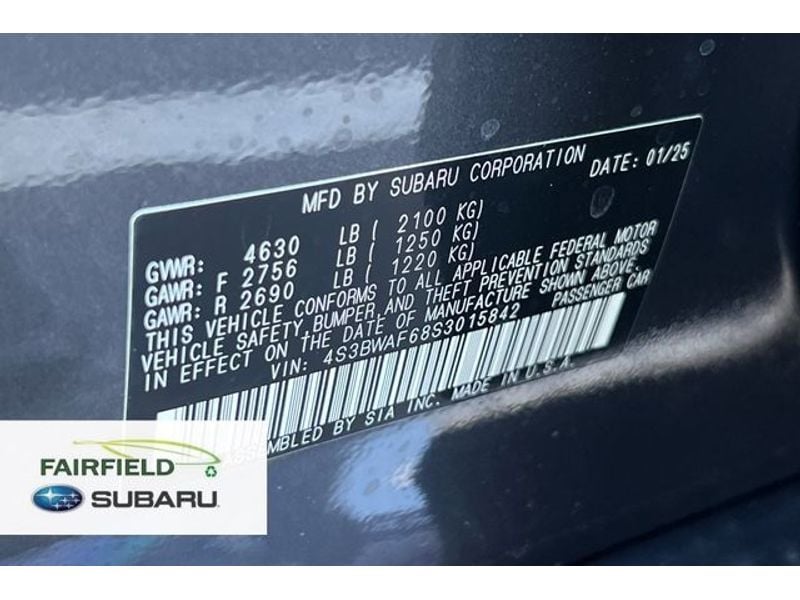 MFD BY SUBARU CORPORATION DATE: 01/25
GVWR: 4630 LB ( 2100 KG)
GAWR: F 2756 LB ( 1250 KG)
GAWR: R 2690 LB ( 1220 KG)
THIS VEHICLE CONFORMS TO ALL APPLICABLE FEDERAL MOTOR
VEHICLE SAFETY, BUMPER, AND THEFT PREVENTION STANDARDS
IN EFFECT ON THE DATE OF MANUFACTURE SHOWN ABOVE.
VIN: 4S3BWAF68S3015842 PASSENGER CAR
ASSEMBLED BY SIA INC. MADE IN U.S.A.
FAIRFIELD
SUBARU